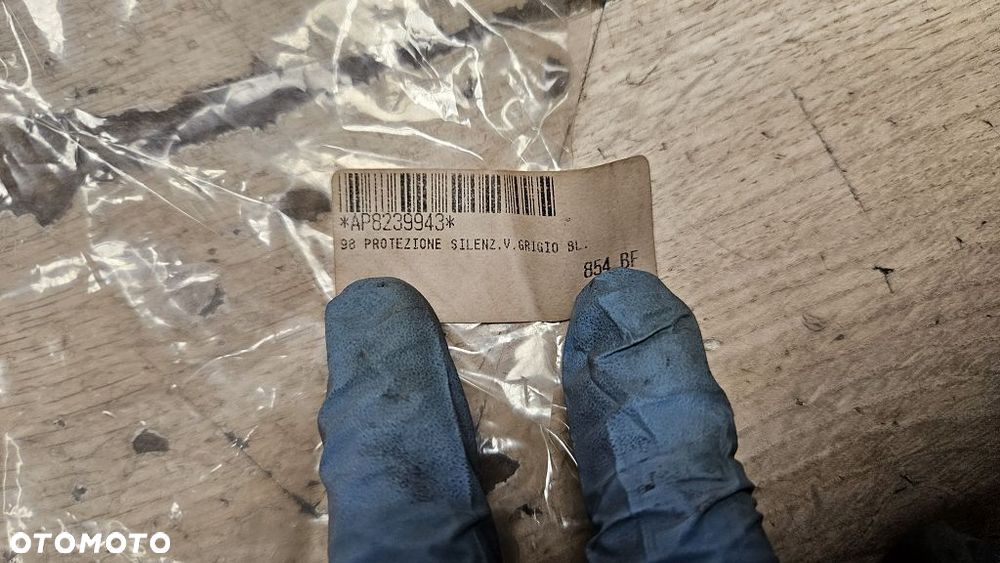 *AP8239943*
98 PROTEZIONE SILENZ.V.GRIGIO BL.
854 BF
OTOMOTO